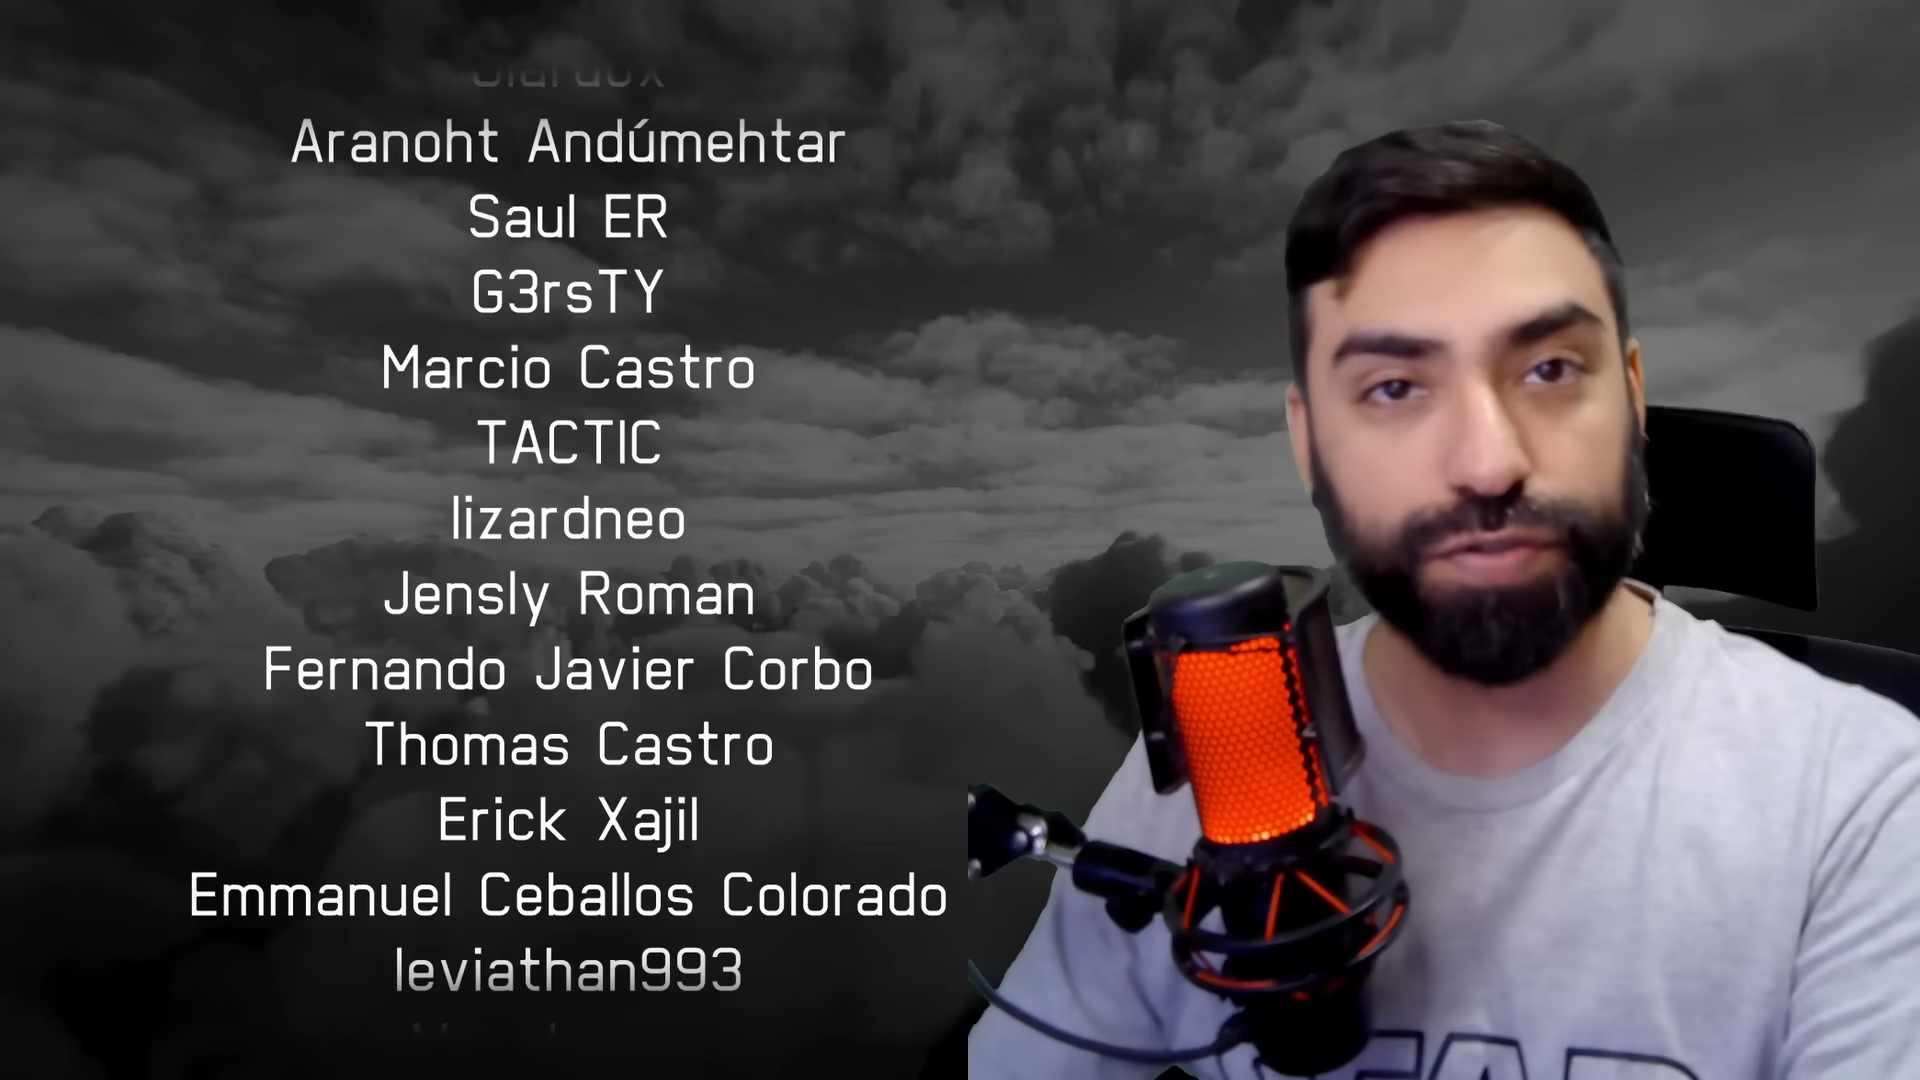 Aranoht Andúmehtar
Saul ER
G3rsTY
Marcio Castro
TACTIC
lizardneo
Jensly Roman
Fernando Javier Corbo
Thomas Castro
Erick Xajil
Emmanuel Ceballos Colorado
leviathan993